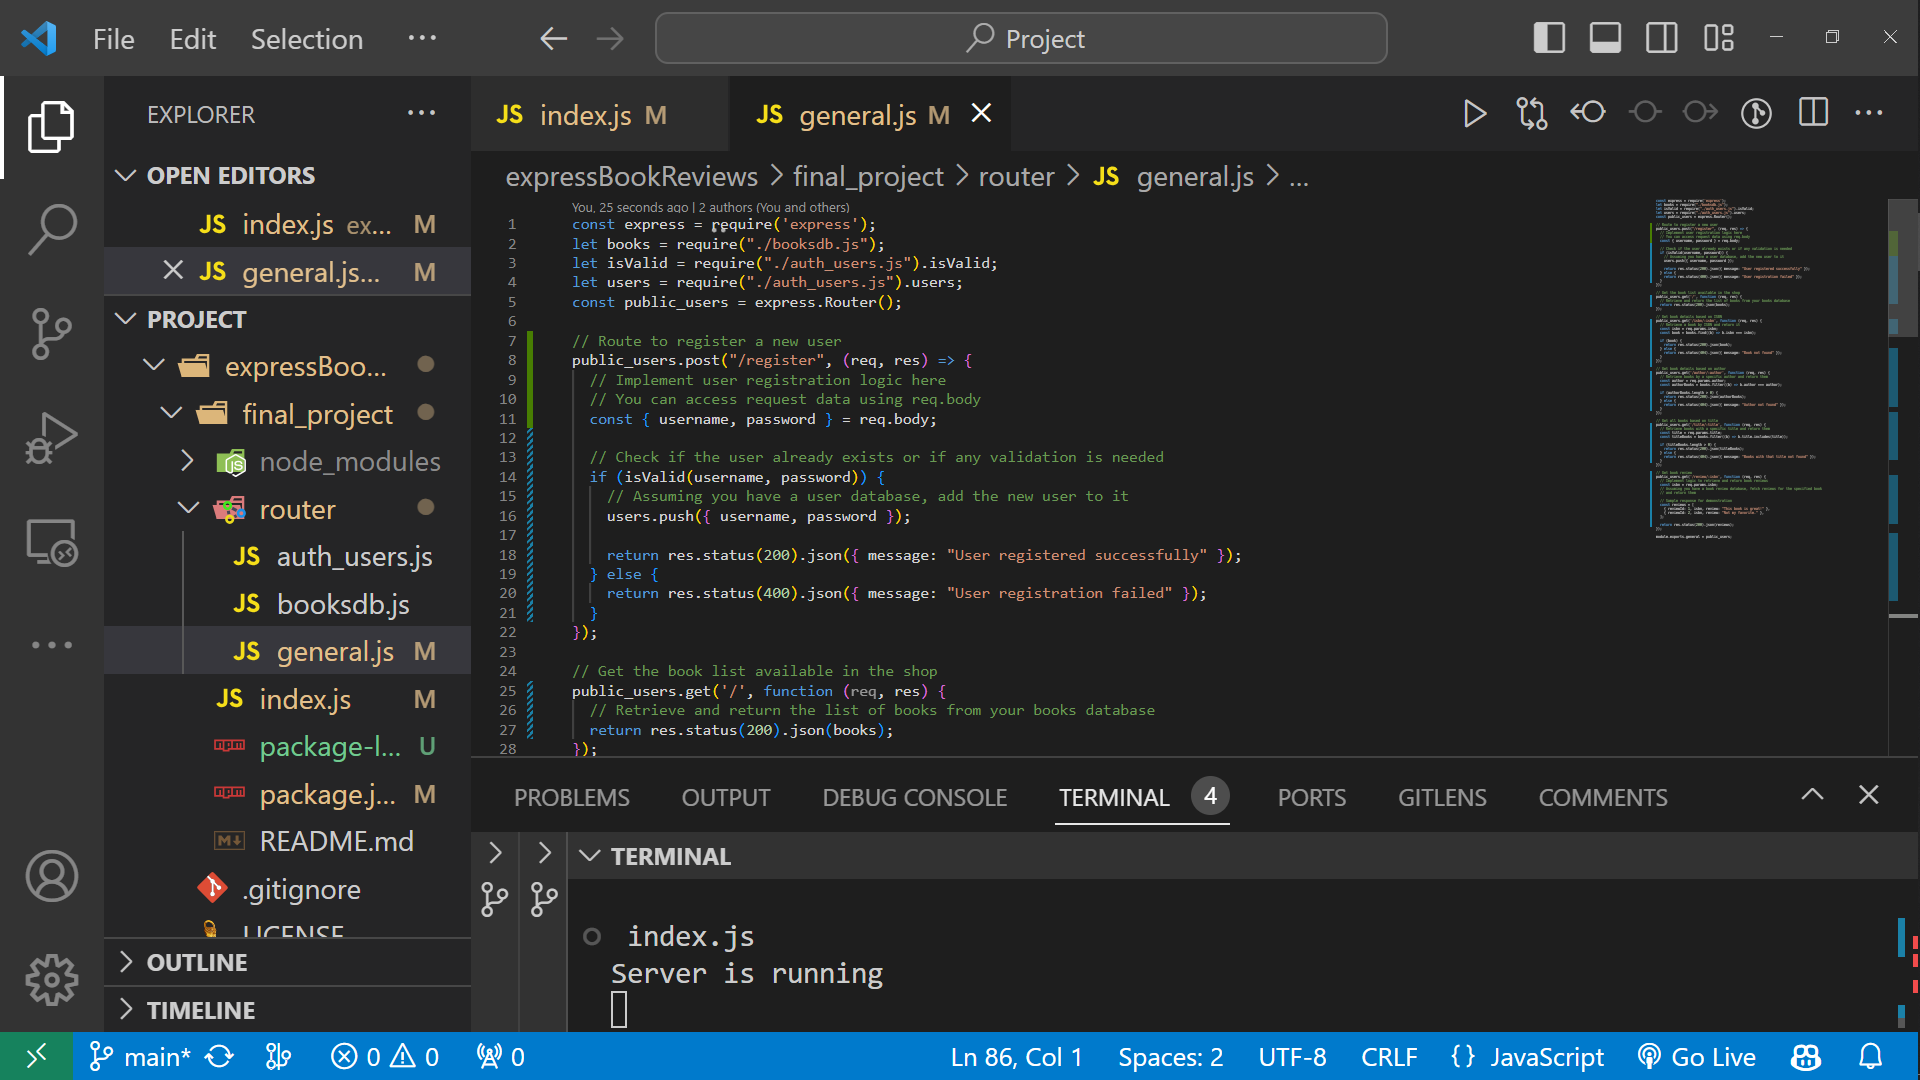 File Edit Selection ··· Project
EXPLORER ···
OPEN EDITORS
JS index.js ex... M
JS general.js... M
PROJECT
expressBoo...
final_project
node_modules
router
JS auth_users.js
JS booksdb.js
JS general.js M
JS index.js M
package-l... U
package.j... M
README.md
.gitignore
LICENSE
OUTLINE
TIMELINE
JS index.js M JS general.js M
expressBookReviews > final_project > router > JS general.js > ...
You, 25 seconds ago | 2 authors (You and others)
1 const express = require('express');
2 let books = require("./booksdb.js");
3 let isValid = require("./auth_users.js").isValid;
4 let users = require("./auth_users.js").users;
5 const public_users = express.Router();
6
7 // Route to register a new user
8 public_users.post("/register", (req, res) => {
9 // Implement user registration logic here
10 // You can access request data using req.body
11 const { username, password } = req.body;
12
13 // Check if the user already exists or if any validation is needed
14 if (isValid(username, password)) {
15 // Assuming you have a user database, add the new user to it
16 users.push({ username, password });
17
18 return res.status(200).json({ message: "User registered successfully" });
19 } else {
20 return res.status(400).json({ message: "User registration failed" });
21 }
22 });
23
24 // Get the book list available in the shop
25 public_users.get('/', function (req, res) {
26 // Retrieve and return the list of books from your books database
27 return res.status(200).json(books);
28 });
PROBLEMS OUTPUT DEBUG CONSOLE TERMINAL 4 PORTS GITLENS COMMENTS
TERMINAL
index.js
Server is running
main* 0 0 0 Ln 86, Col 1 Spaces: 2 UTF-8 CRLF {} JavaScript Go Live